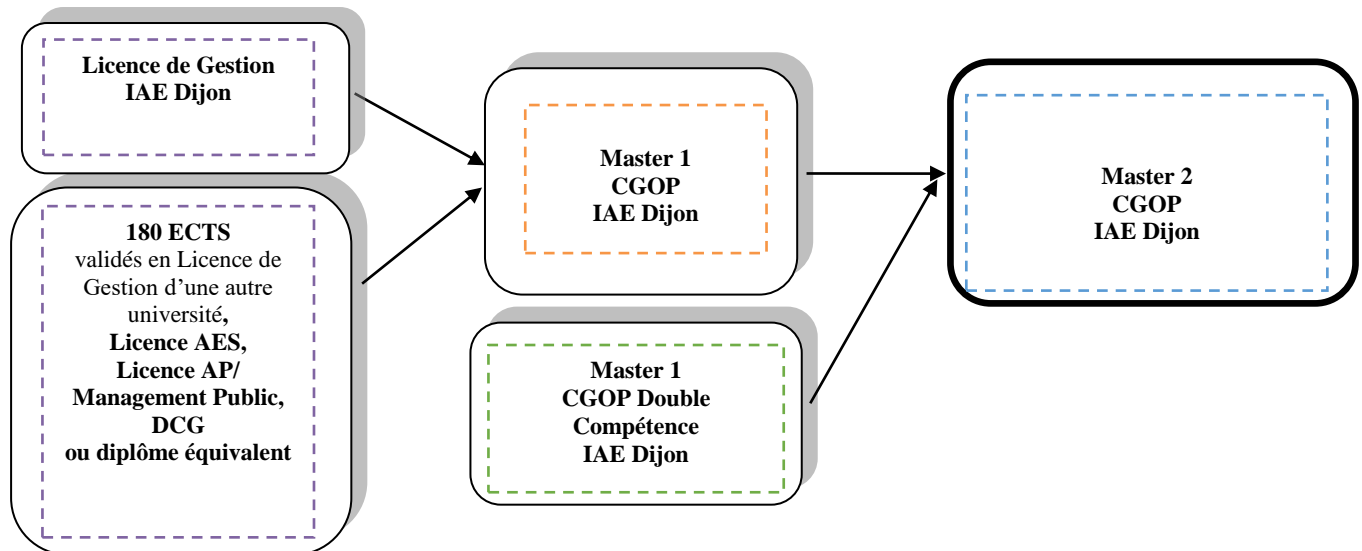 Licence de Gestion
IAE Dijon
180 ECTS
validés en Licence de
Gestion d’une autre
université,
Licence AES,
Licence AP/
Management Public,
DCG
ou diplôme équivalent
Master 1
CGOP
IAE Dijon
Master 1
CGOP Double
Compétence
IAE Dijon
Master 2
CGOP
IAE Dijon